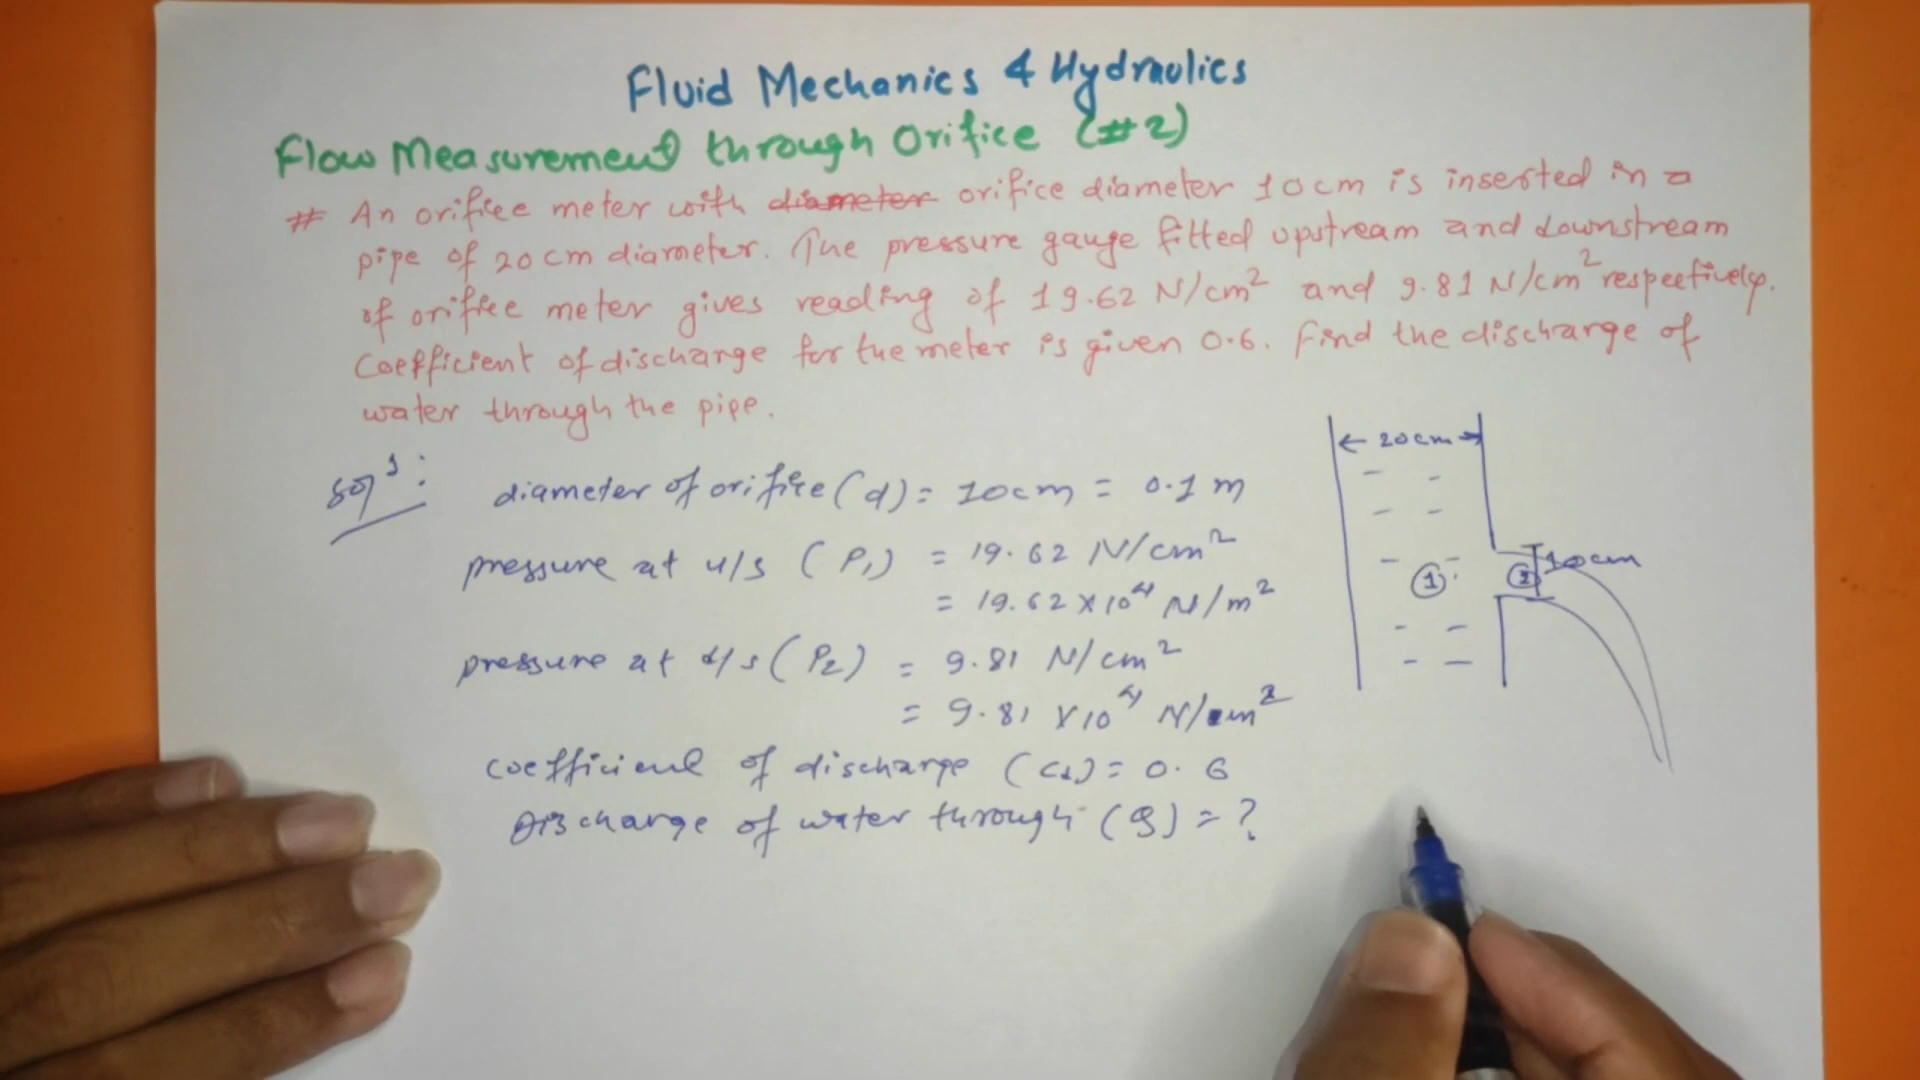 Fluid Mechanics & Hydraulics
Flow Measurement through Orifice (#2)
# An orifice meter with diameter orifice diameter 10cm is inserted in a
pipe of 20cm diameter. The pressure gauge fitted upstream and downstream
of orifice meter gives reading of 19.62 N/cm² and 9.81 N/cm² respectively.
Coefficient of discharge for the meter is given 0.6. Find the discharge of
water through the pipe.
Solⁿ:
diameter of orifice (d) = 10cm = 0.1 m
pressure at u/s (P₁) = 19.62 N/cm²
= 19.62 × 10⁴ N/m²
pressure at d/s (P₂) = 9.81 N/cm²
= 9.81 × 10⁴ N/m²
coefficient of discharge (Cd) = 0.6
Discharge of water through (Q) = ?
20cm
① ② 10cm